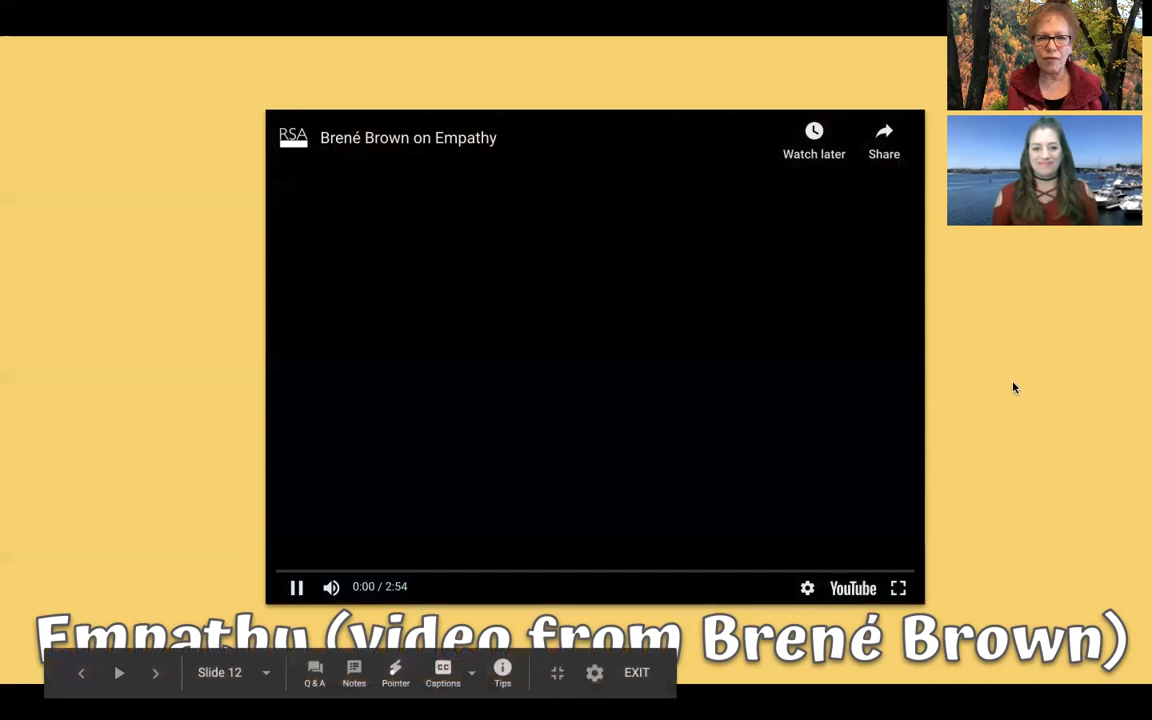 RSA
Brené Brown on Empathy
Watch later
Share
0:00 / 2:54
YouTube
Empathy (video from Brené Brown)
Slide 12
Q & A
Notes
Pointer
CC
Captions
Tips
EXIT